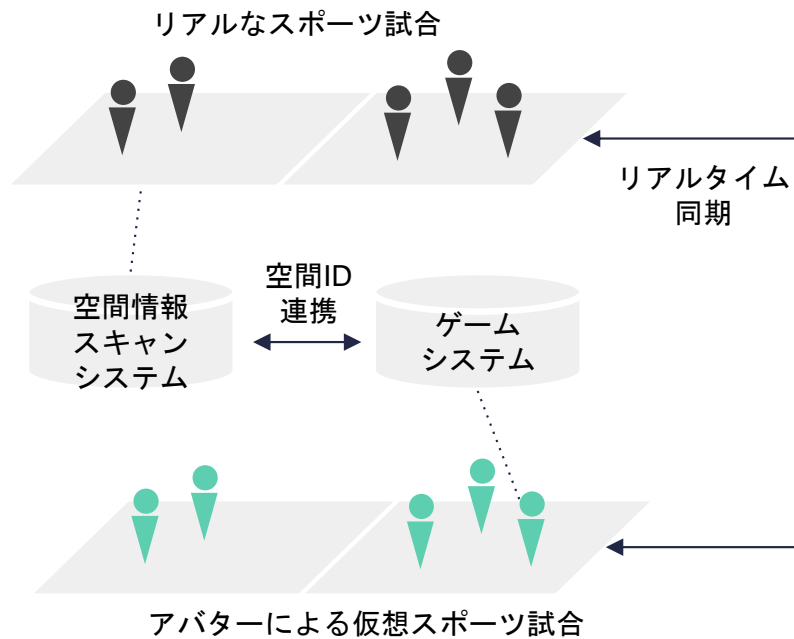 リアルなスポーツ試合
リアルタイム
同期
空間ID
連携
空間情報
スキャン
システム
ゲーム
システム
アバターによる仮想スポーツ試合